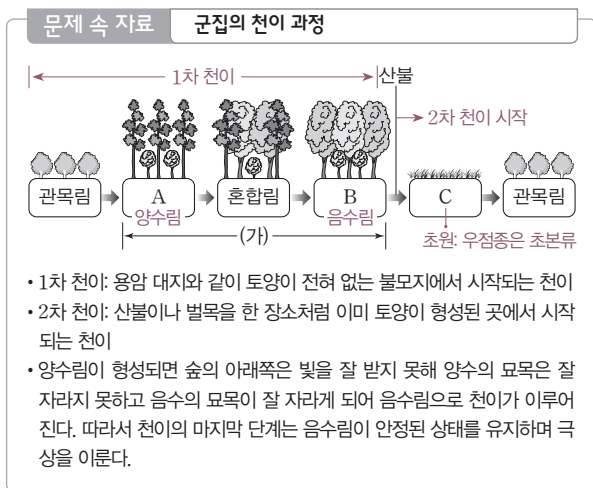 문제 속 자료 군집의 천이 과정
1차 천이
산불
2차 천이 시작
관목림 A 혼합림 B C 관목림
양수림 음수림
(가)
초원: 우점종은 초본류
• 1차 천이: 용암 대지와 같이 토양이 전혀 없는 불모지에서 시작되는 천이
• 2차 천이: 산불이나 벌목을 한 장소처럼 이미 토양이 형성된 곳에서 시작
되는 천이
• 양수림이 형성되면 숲의 아래쪽은 빛을 잘 받지 못해 양수의 묘목은 잘
자라지 못하고 음수의 묘목이 잘 자라게 되어 음수림으로 천이가 이루어
진다. 따라서 천이의 마지막 단계는 음수림이 안정된 상태를 유지하며 극
상을 이룬다.